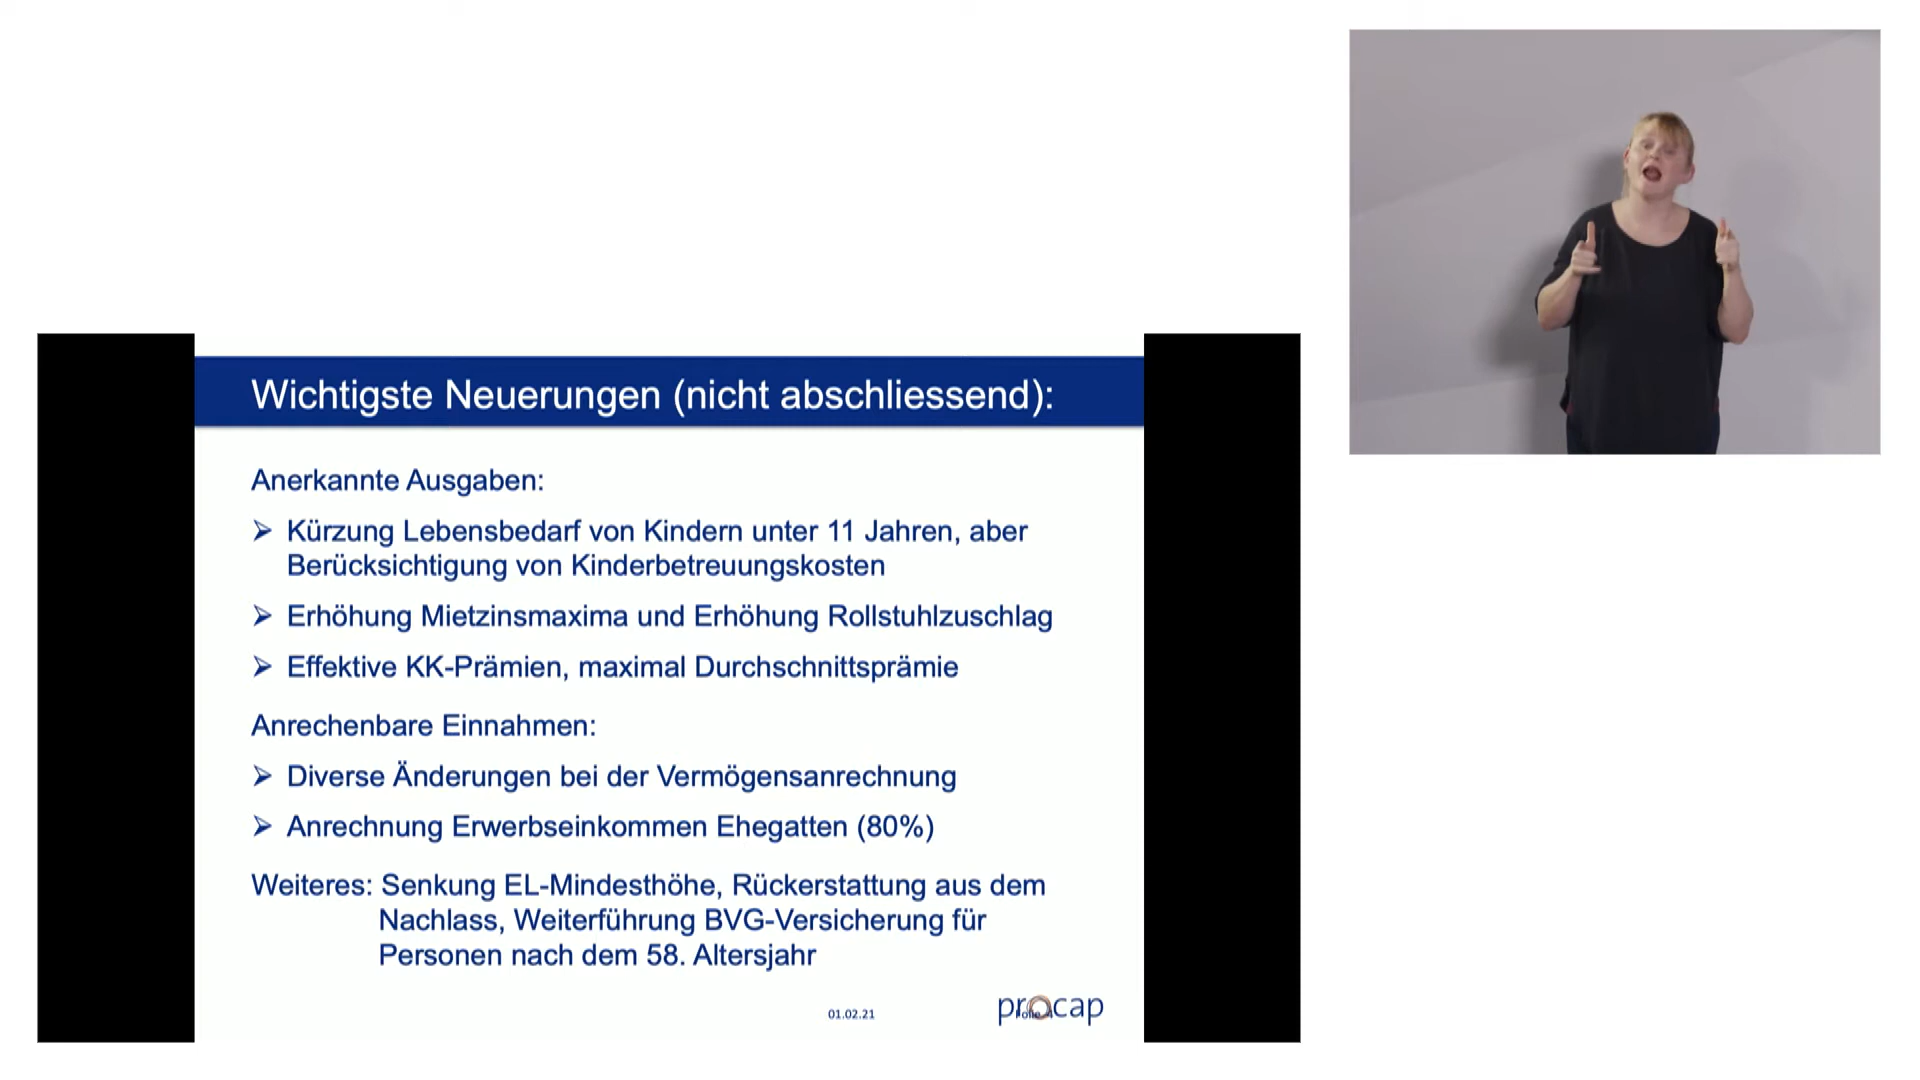 Wichtigste Neuerungen (nicht abschliessend):
Anerkannte Ausgaben:
Kürzung Lebensbedarf von Kindern unter 11 Jahren, aber
Berücksichtigung von Kinderbetreuungskosten
Erhöhung Mietzinsmaxima und Erhöhung Rollstuhlzuschlag
Effektive KK-Prämien, maximal Durchschnittsprämie
Anrechenbare Einnahmen:
Diverse Änderungen bei der Vermögensanrechnung
Anrechnung Erwerbseinkommen Ehegatten (80%)
Weiteres: Senkung EL-Mindesthöhe, Rückerstattung aus dem
Nachlass, Weiterführung BVG-Versicherung für
Personen nach dem 58. Altersjahr
01.02.21
procap